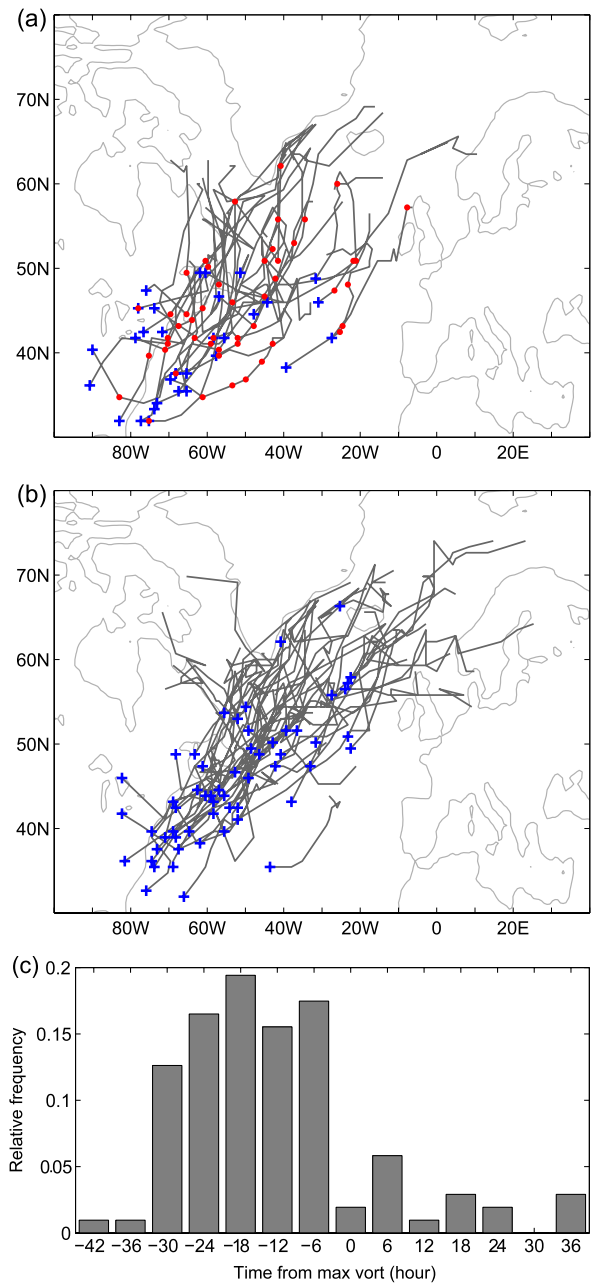 (a)
70N
60N
50N
40N
80W 60W 40W 20W 0 20E
(b)
70N
60N
50N
40N
80W 60W 40W 20W 0 20E
(c)
0.2
0.15
0.1
0.05
0
Relative frequency
−42 −36 −30 −24 −18 −12 −6 0 6 12 18 24 30 36
Time from max vort (hour)